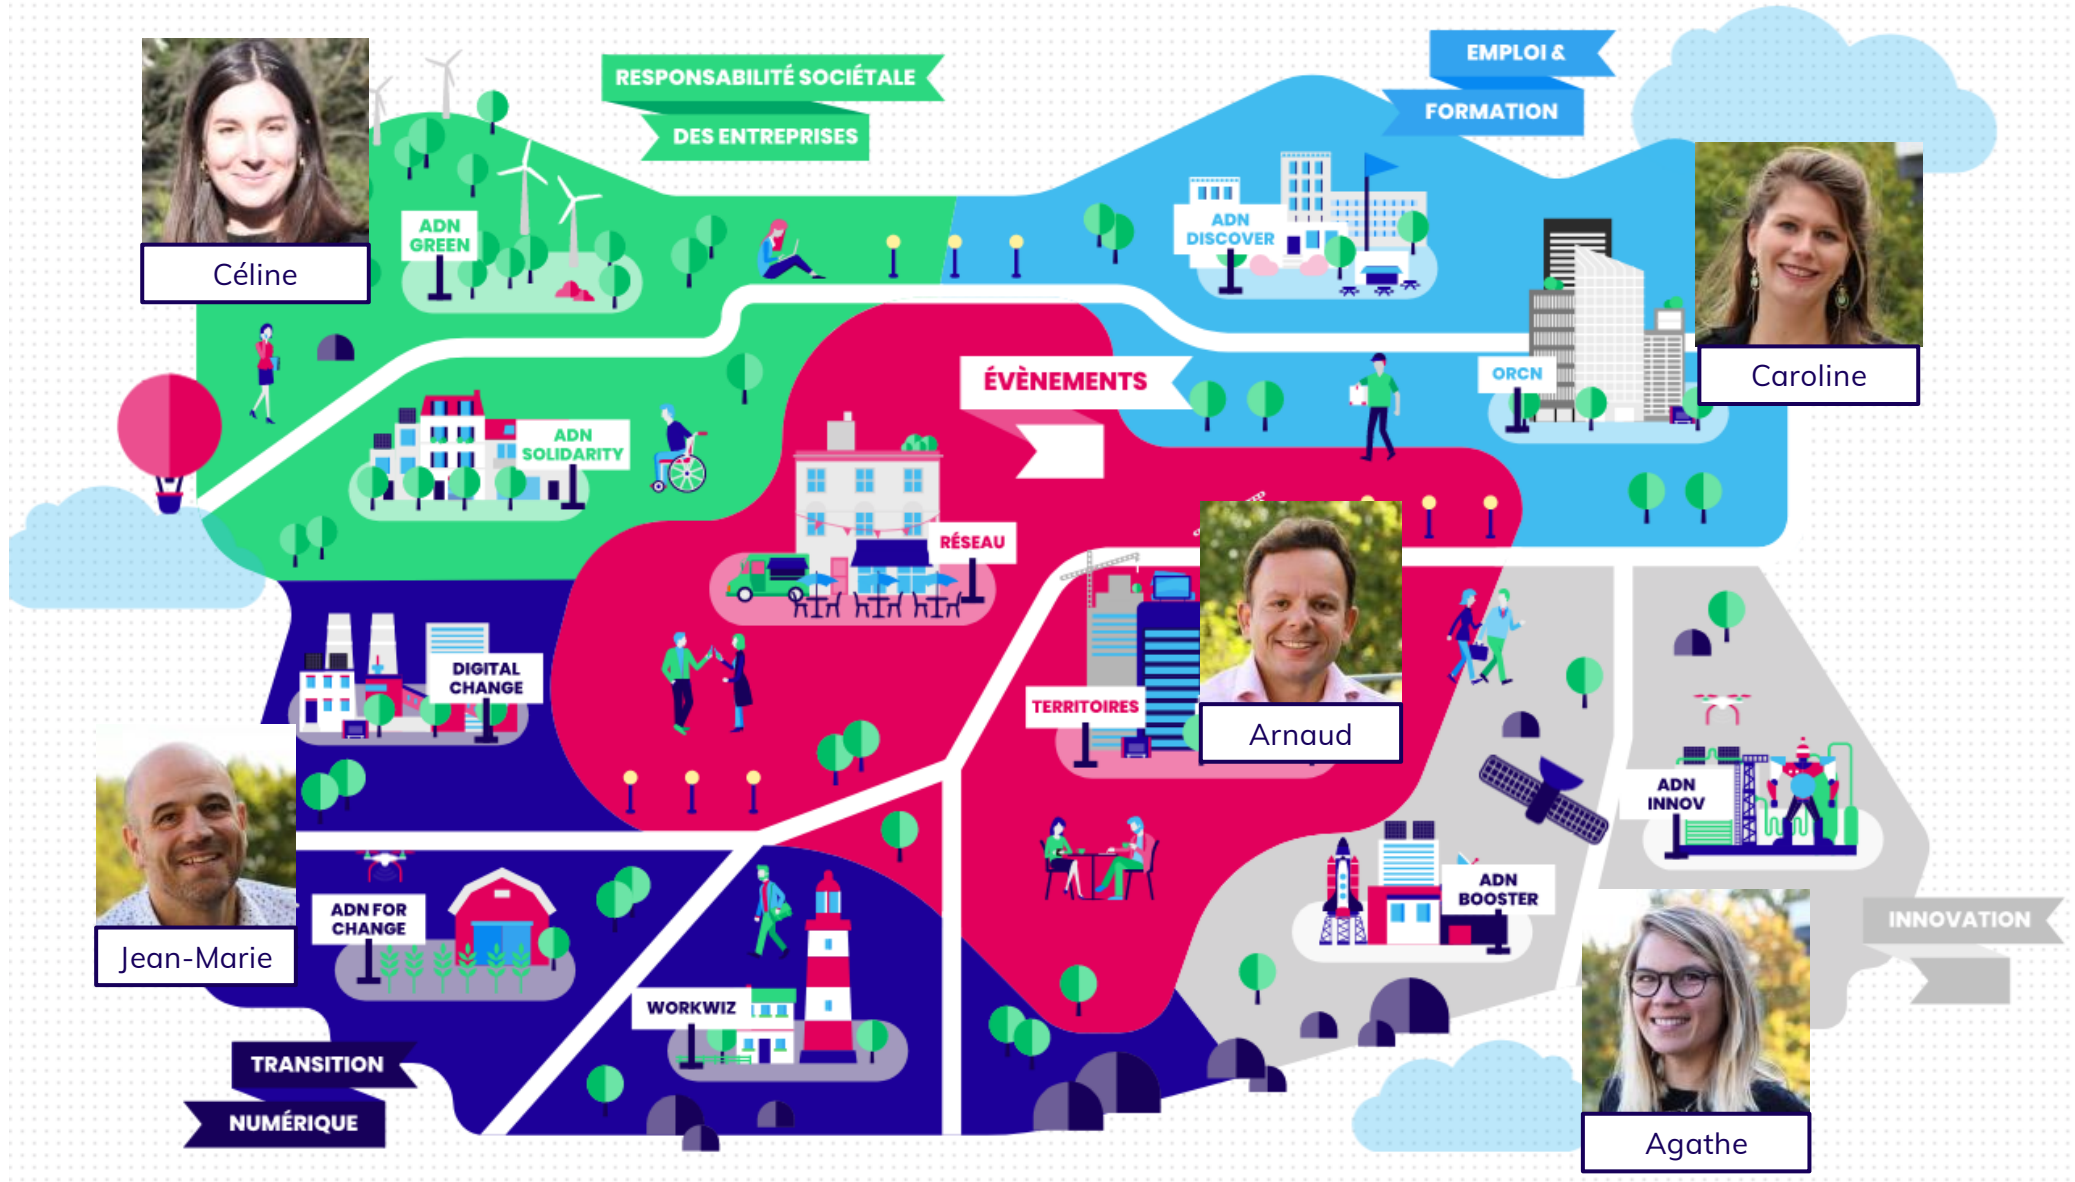 RESPONSABILITÉ SOCIÉTALE
DES ENTREPRISES
EMPLOI &
FORMATION
ADN
GREEN
Céline
ADN
DISCOVER
ORCN
Caroline
ÉVÈNEMENTS
ADN
SOLIDARITY
RÉSEAU
DIGITAL
CHANGE
TERRITOIRES
Arnaud
ADN
INNOV
ADN FOR
CHANGE
Jean-Marie
ADN
BOOSTER
INNOVATION
WORKWIZ
TRANSITION
NUMÉRIQUE
Agathe